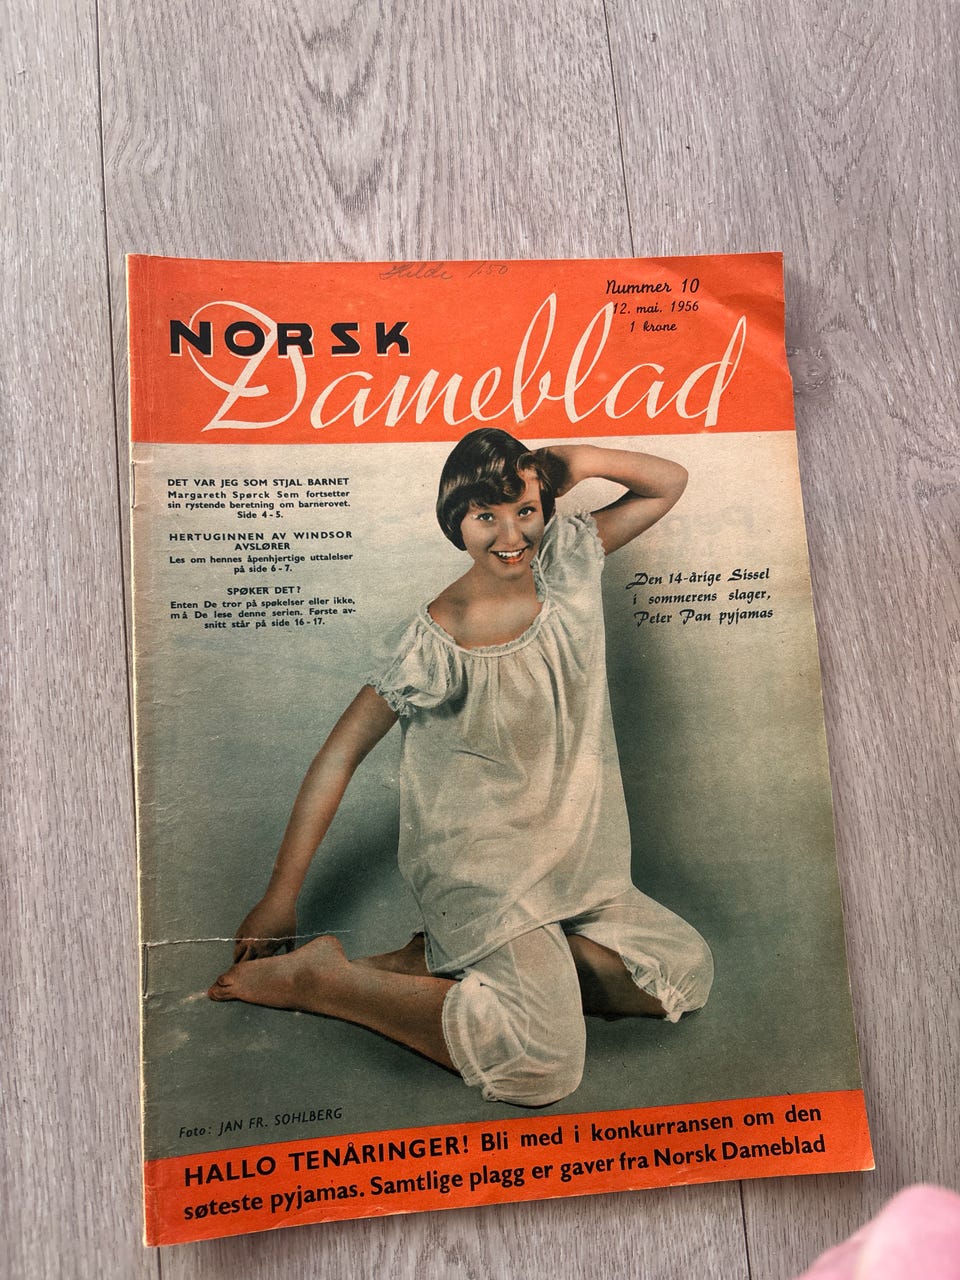 Hilde 1.50
Nummer 10
12. mai. 1956
1 krone
NORSK
Dameblad
DET VAR JEG SOM STJAL BARNET
Margareth Spørck Sem fortsetter
sin rystende beretning om barnerovet.
Side 4 - 5.
HERTUGINNEN AV WINDSOR
AVSLØRER
Les om hennes åpenhjertige uttalelser
på side 6 - 7.
SPØKER DET?
Enten De tror på spøkelser eller ikke,
må De lese denne serien. Første av-
snitt står på side 16 - 17.
Den 14-årige Sissel
i sommerens slager,
Peter Pan pyjamas
Foto: JAN FR. SOHLBERG
HALLO TENÅRINGER! Bli med i konkurransen om den
søteste pyjamas. Samtlige plagg er gaver fra Norsk Dameblad